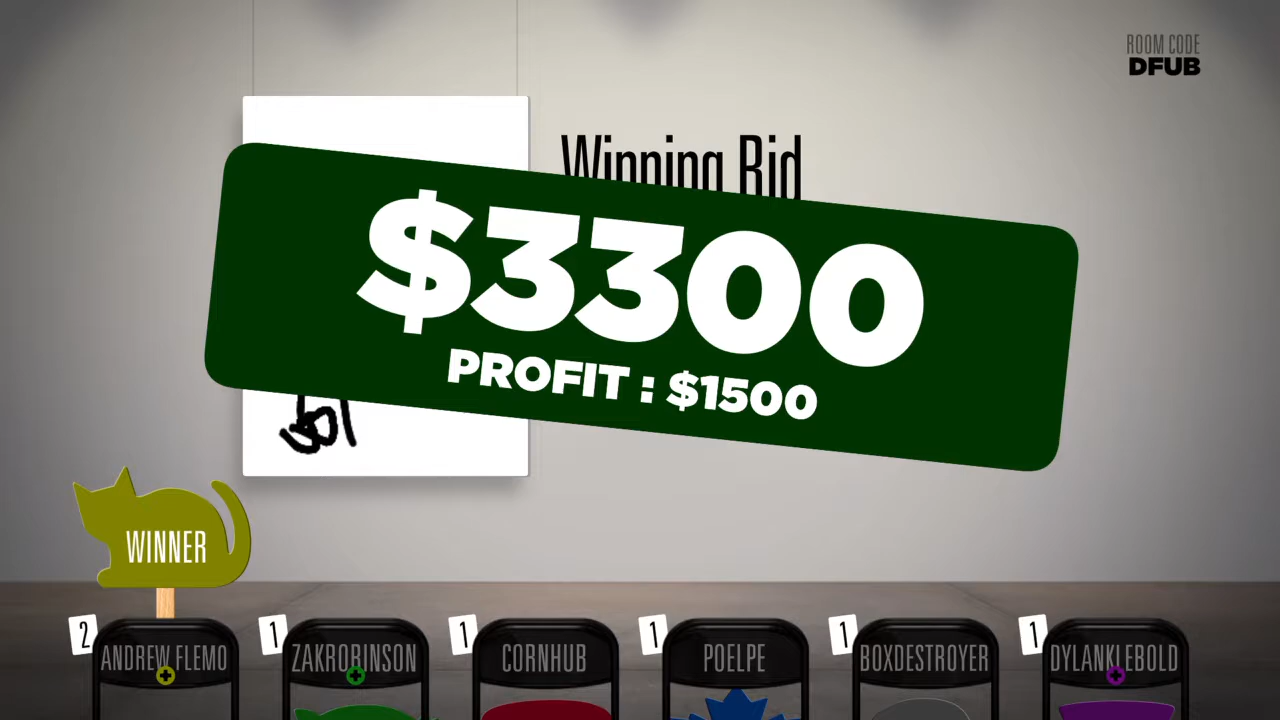 ROOM CODE
DFUB
Winning Bid
$3300
PROFIT : $1500
WINNER
2
1
1
1
1
1
ANDREW FLEMO
ZAKROBINSON
CORNHUB
POELPE
BOXDESTROYER
DYLANKLEBOLD